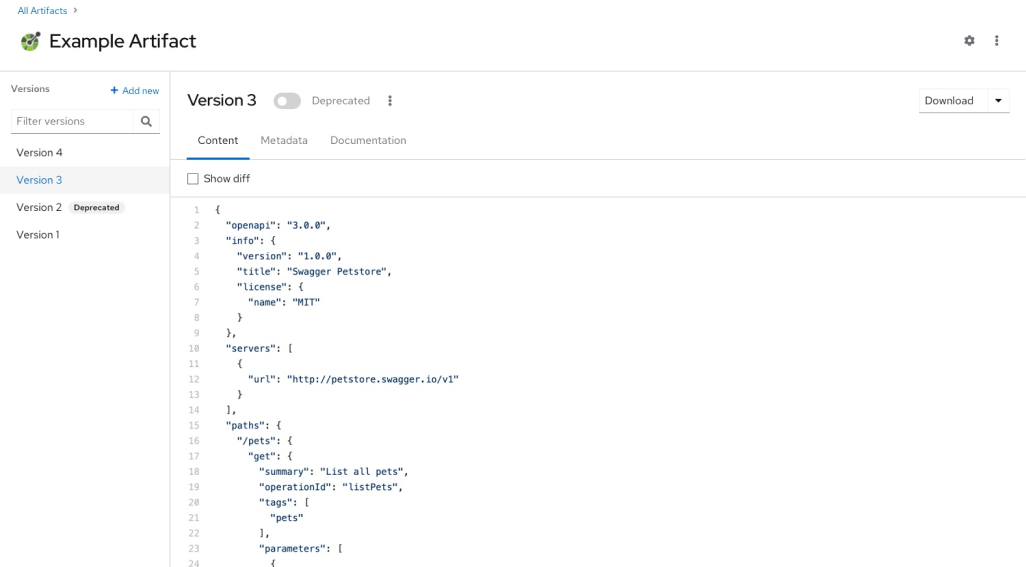 All Artifacts >
Example Artifact
Versions + Add new
Filter versions
Version 4
Version 3
Version 2 Deprecated
Version 1
Version 3 Deprecated
Download
Content Metadata Documentation
Show diff
1 {
2 "openapi": "3.0.0",
3 "info": {
4 "version": "1.0.0",
5 "title": "Swagger Petstore",
6 "license": {
7 "name": "MIT"
8 }
9 },
10 "servers": [
11 {
12 "url": "http://petstore.swagger.io/v1"
13 }
14 ],
15 "paths": {
16 "/pets": {
17 "get": {
18 "summary": "List all pets",
19 "operationId": "listPets",
20 "tags": [
21 "pets"
22 ],
23 "parameters": [
24 {